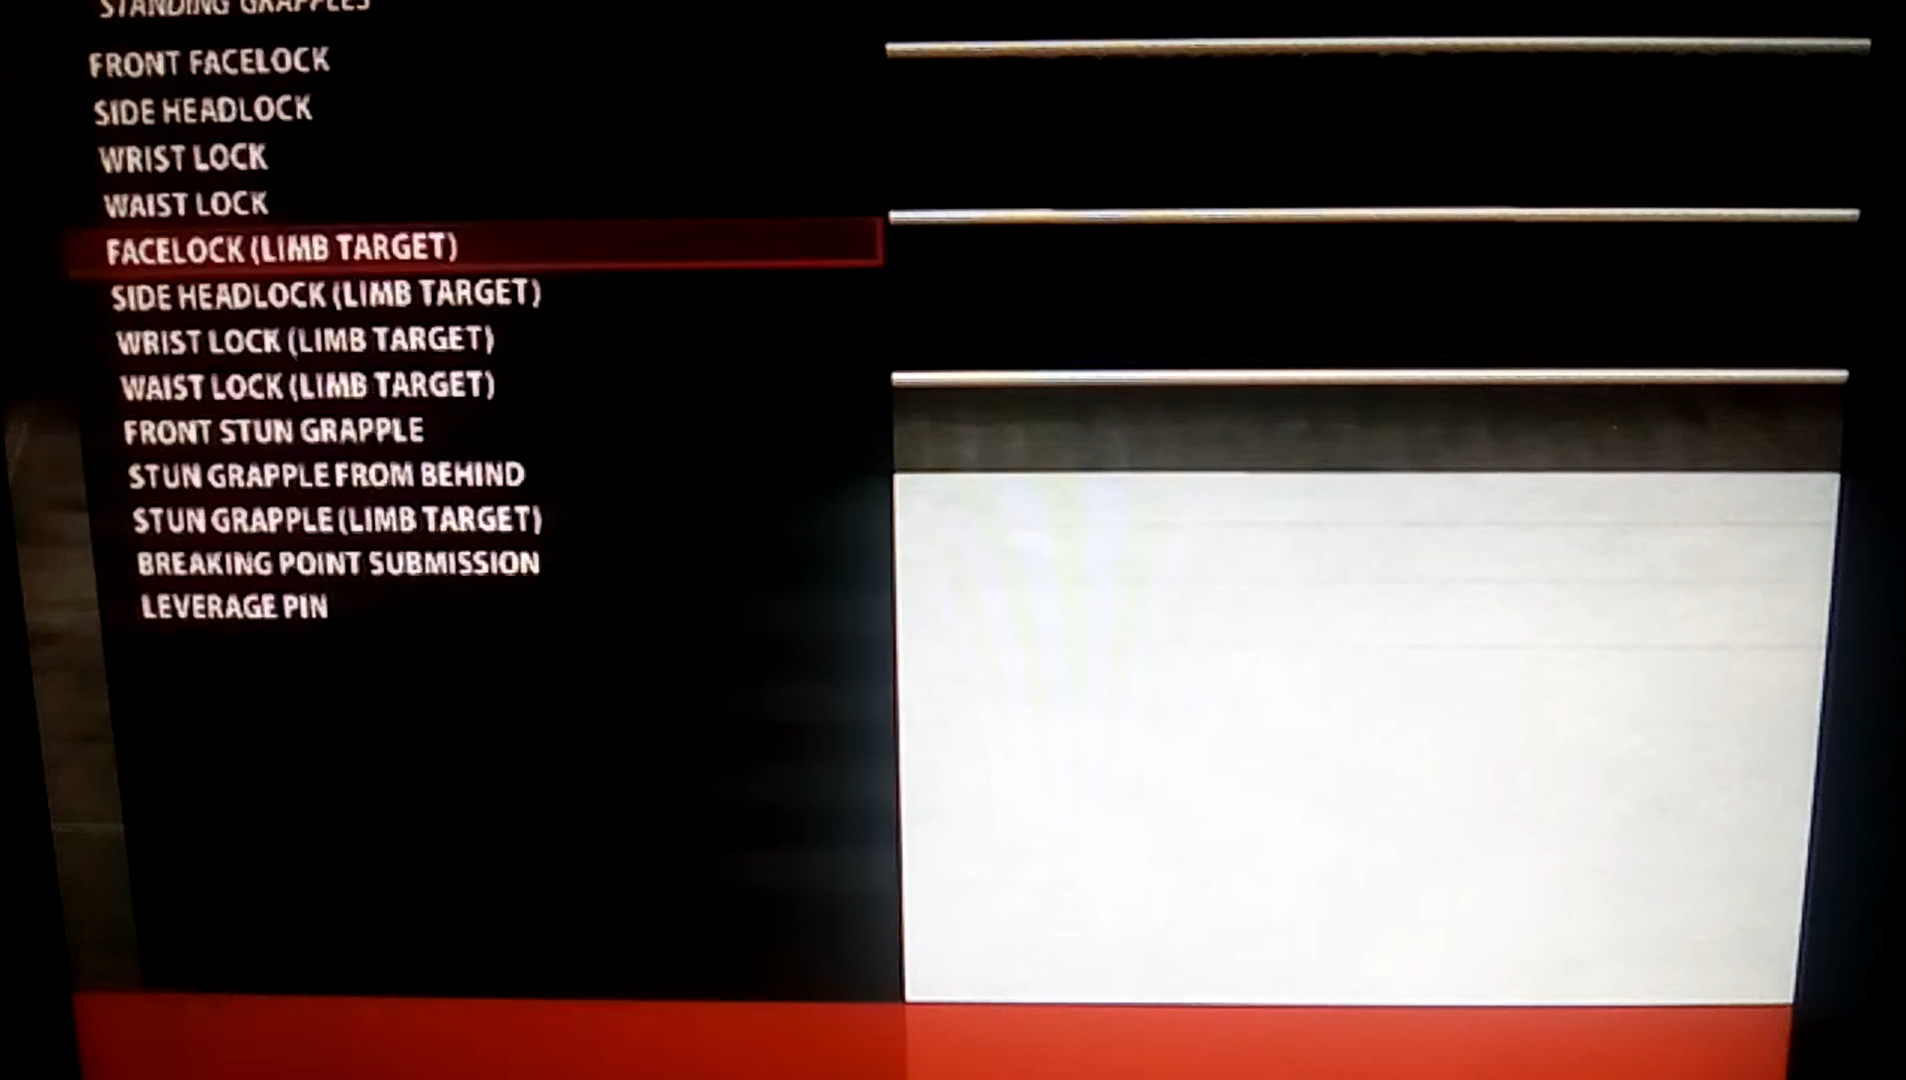 STANDING GRAPPLES
FRONT FACELOCK
SIDE HEADLOCK
WRIST LOCK
WAIST LOCK
FACELOCK (LIMB TARGET)
SIDE HEADLOCK (LIMB TARGET)
WRIST LOCK (LIMB TARGET)
WAIST LOCK (LIMB TARGET)
FRONT STUN GRAPPLE
STUN GRAPPLE FROM BEHIND
STUN GRAPPLE (LIMB TARGET)
BREAKING POINT SUBMISSION
LEVERAGE PIN